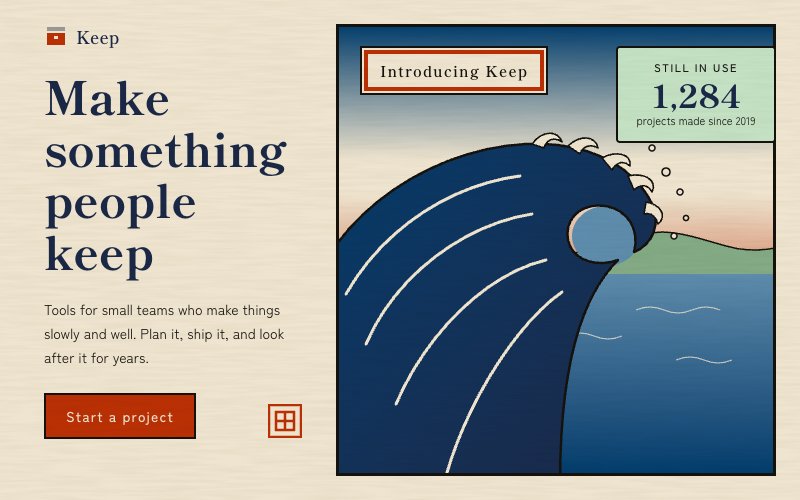 Keep
Make
something
people
keep
Tools for small teams who make things
slowly and well. Plan it, ship it, and look
after it for years.
Start a project
Introducing Keep
STILL IN USE
1,284
projects made since 2019